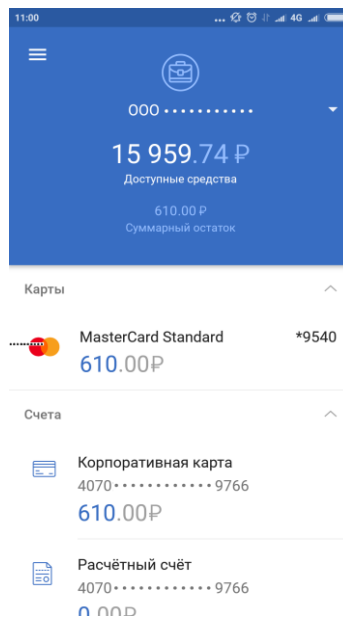 11:00 ... 4G
ООО ···········
15 959.74 ₽
Доступные средства
610.00 ₽
Суммарный остаток
Карты
MasterCard Standard *9540
610.00₽
Счета
Корпоративная карта
4070············9766
610.00₽
Расчётный счёт
4070············9766
0.00₽